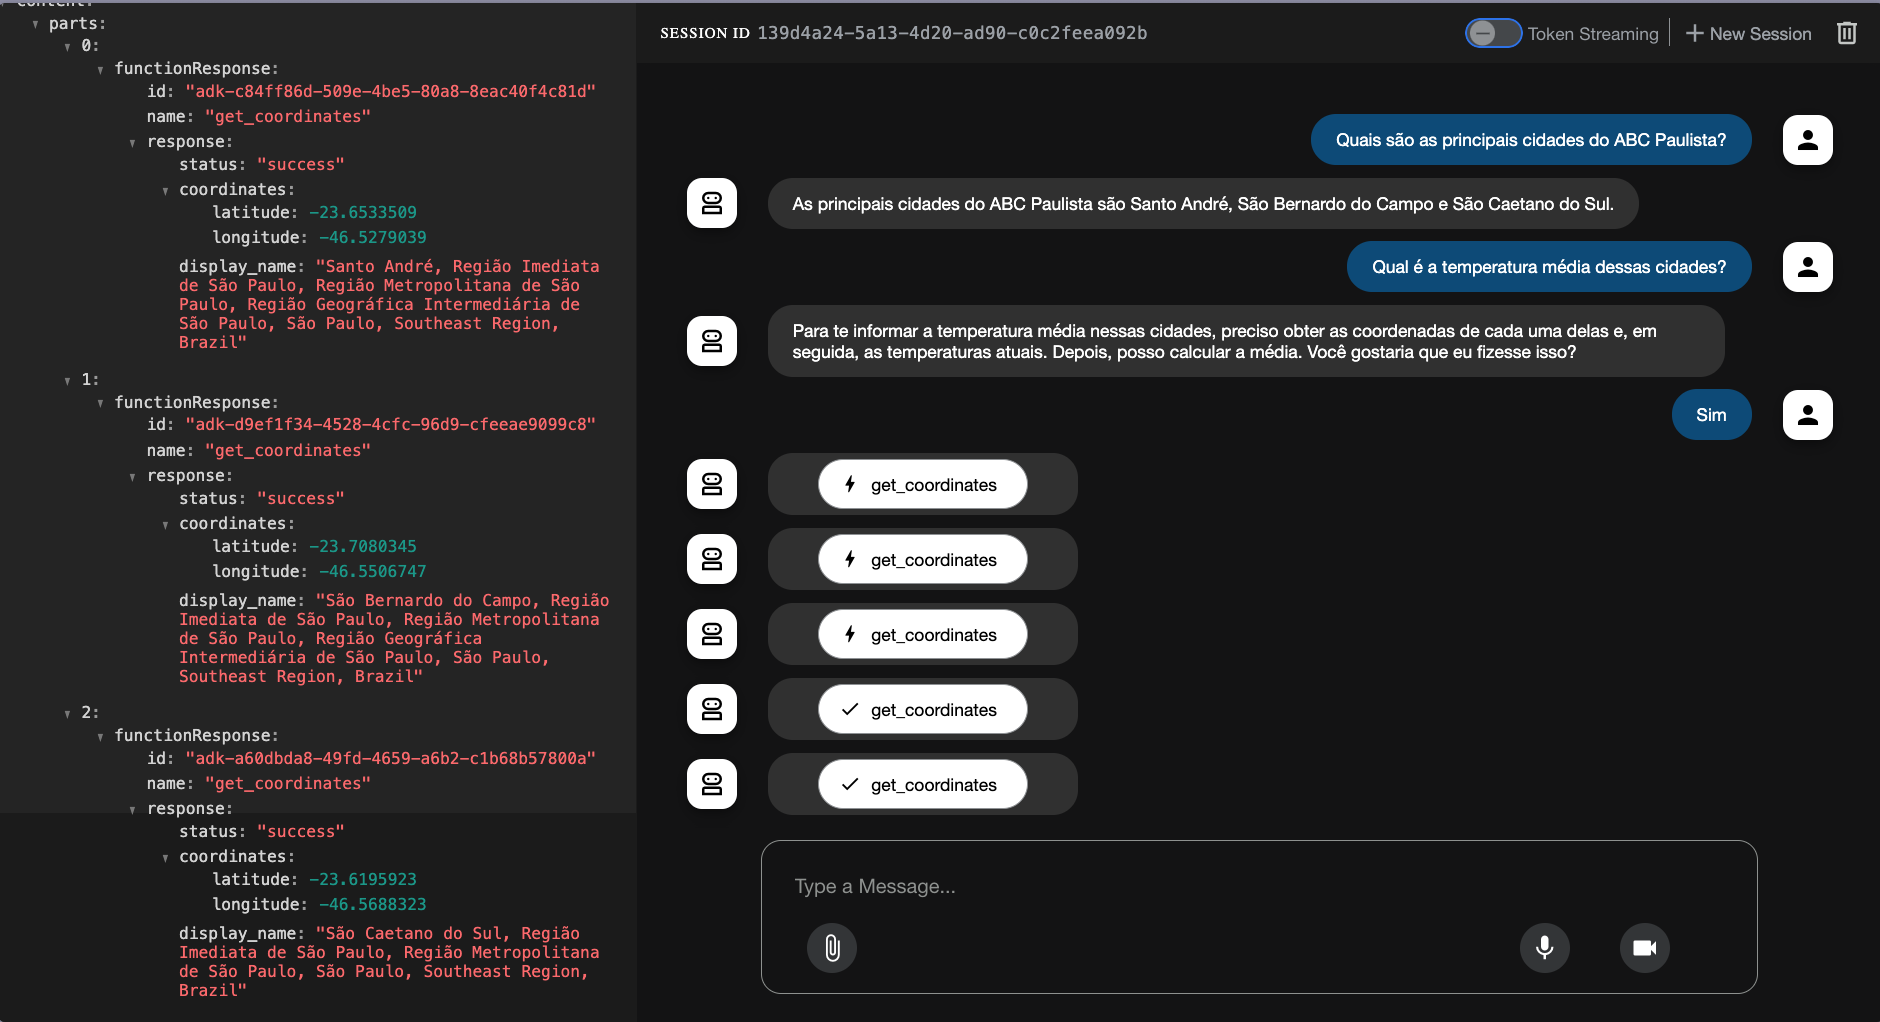 content:
parts:
0:
functionResponse:
id: "adk-c84ff86d-509e-4be5-80a8-8eac40f4c81d"
name: "get_coordinates"
response:
status: "success"
coordinates:
latitude: -23.6533509
longitude: -46.5279039
display_name: "Santo André, Região Imediata
de São Paulo, Região Metropolitana de São
Paulo, Região Geográfica Intermediária de
São Paulo, São Paulo, Southeast Region,
Brazil"
1:
functionResponse:
id: "adk-d9ef1f34-4528-4cfc-96d9-cfeeae9099c8"
name: "get_coordinates"
response:
status: "success"
coordinates:
latitude: -23.7080345
longitude: -46.5506747
display_name: "São Bernardo do Campo, Região
Imediata de São Paulo, Região Metropolitana
de São Paulo, Região Geográfica
Intermediária de São Paulo, São Paulo,
Southeast Region, Brazil"
2:
functionResponse:
id: "adk-a60dbda8-49fd-4659-a6b2-c1b68b57800a"
name: "get_coordinates"
response:
status: "success"
coordinates:
latitude: -23.6195923
longitude: -46.5688323
display_name: "São Caetano do Sul, Região
Imediata de São Paulo, Região Metropolitana
de São Paulo, São Paulo, Southeast Region,
Brazil"
SESSION ID 139d4a24-5a13-4d20-ad90-c0c2feea092b
Token Streaming
New Session
Quais são as principais cidades do ABC Paulista?
As principais cidades do ABC Paulista são Santo André, São Bernardo do Campo e São Caetano do Sul.
Qual é a temperatura média dessas cidades?
Para te informar a temperatura média nessas cidades, preciso obter as coordenadas de cada uma delas e, em
seguida, as temperaturas atuais. Depois, posso calcular a média. Você gostaria que eu fizesse isso?
Sim
get_coordinates
get_coordinates
get_coordinates
get_coordinates
get_coordinates
Type a Message...